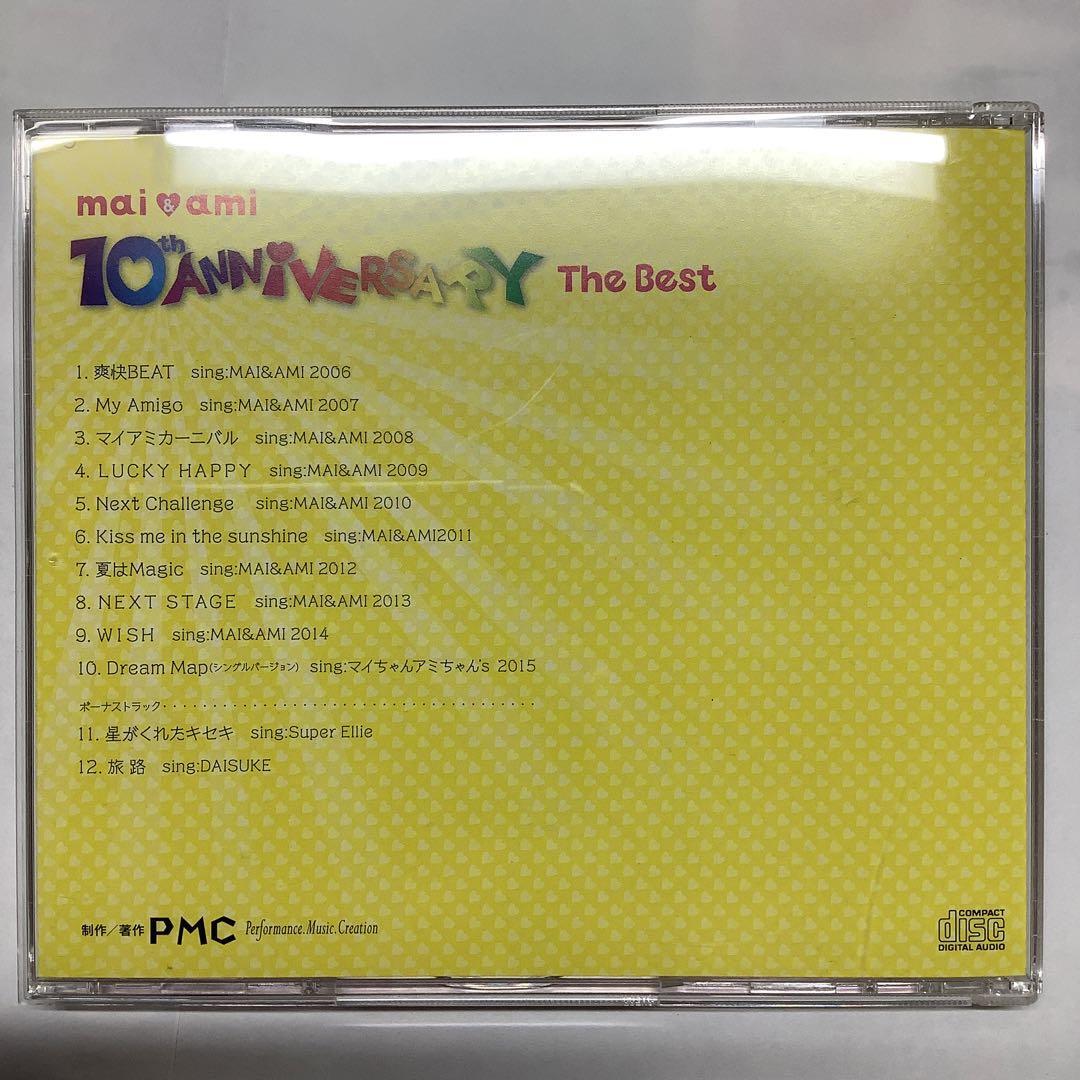 mai & ami
10th ANNiVERSARY The Best
1. 爽快BEAT sing:MAI&AMI 2006
2. My Amigo sing:MAI&AMI 2007
3. マイアミカーニバル sing:MAI&AMI 2008
4. LUCKY HAPPY sing:MAI&AMI 2009
5. Next Challenge sing:MAI&AMI 2010
6. Kiss me in the sunshine sing:MAI&AMI2011
7. 夏はMagic sing:MAI&AMI 2012
8. NEXT STAGE sing:MAI&AMI 2013
9. WISH sing:MAI&AMI 2014
10. Dream Map(シングルバージョン) sing:マイちゃんアミちゃん's 2015
ボーナストラック・・・・・・・・・・・・・・・・・・・・・・・・・・・・・・・・・・・・・・
11. 星がくれたキセキ sing:Super Ellie
12. 旅 路 sing:DAISUKE
制作／著作 PMC Performance.Music.Creation
COMPACT
disc
DIGITAL AUDIO